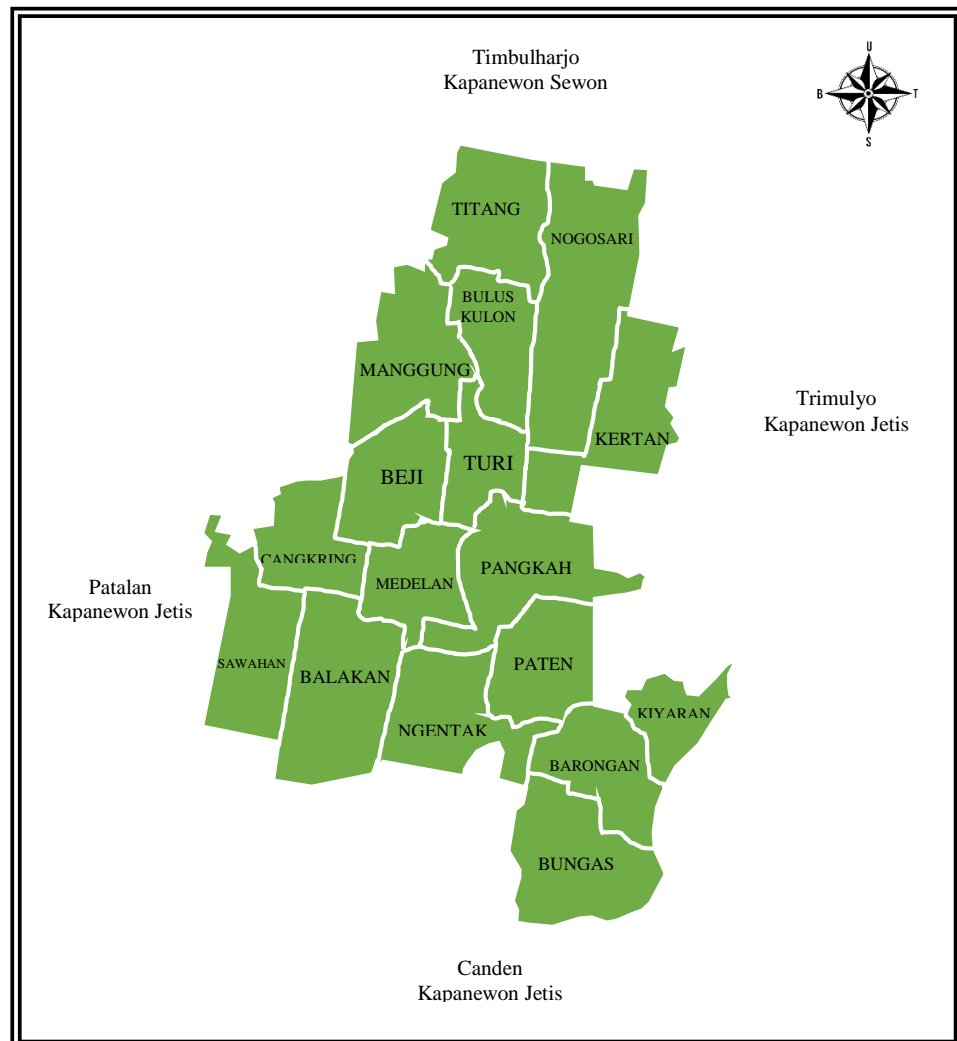 Timbulharjo
Kapanewon Sewon
U
B
T
S
TITANG
NOGOSARI
BULUS
KULON
MANGGUNG
Trimulyo
Kapanewon Jetis
KERTAN
TURI
BEJI
CANGKRING
PANGKAH
MEDELAN
Patalan
Kapanewon Jetis
SAWAHAN
PATEN
BALAKAN
KIYARAN
NGENTAK
BARONGAN
BUNGAS
Canden
Kapanewon Jetis